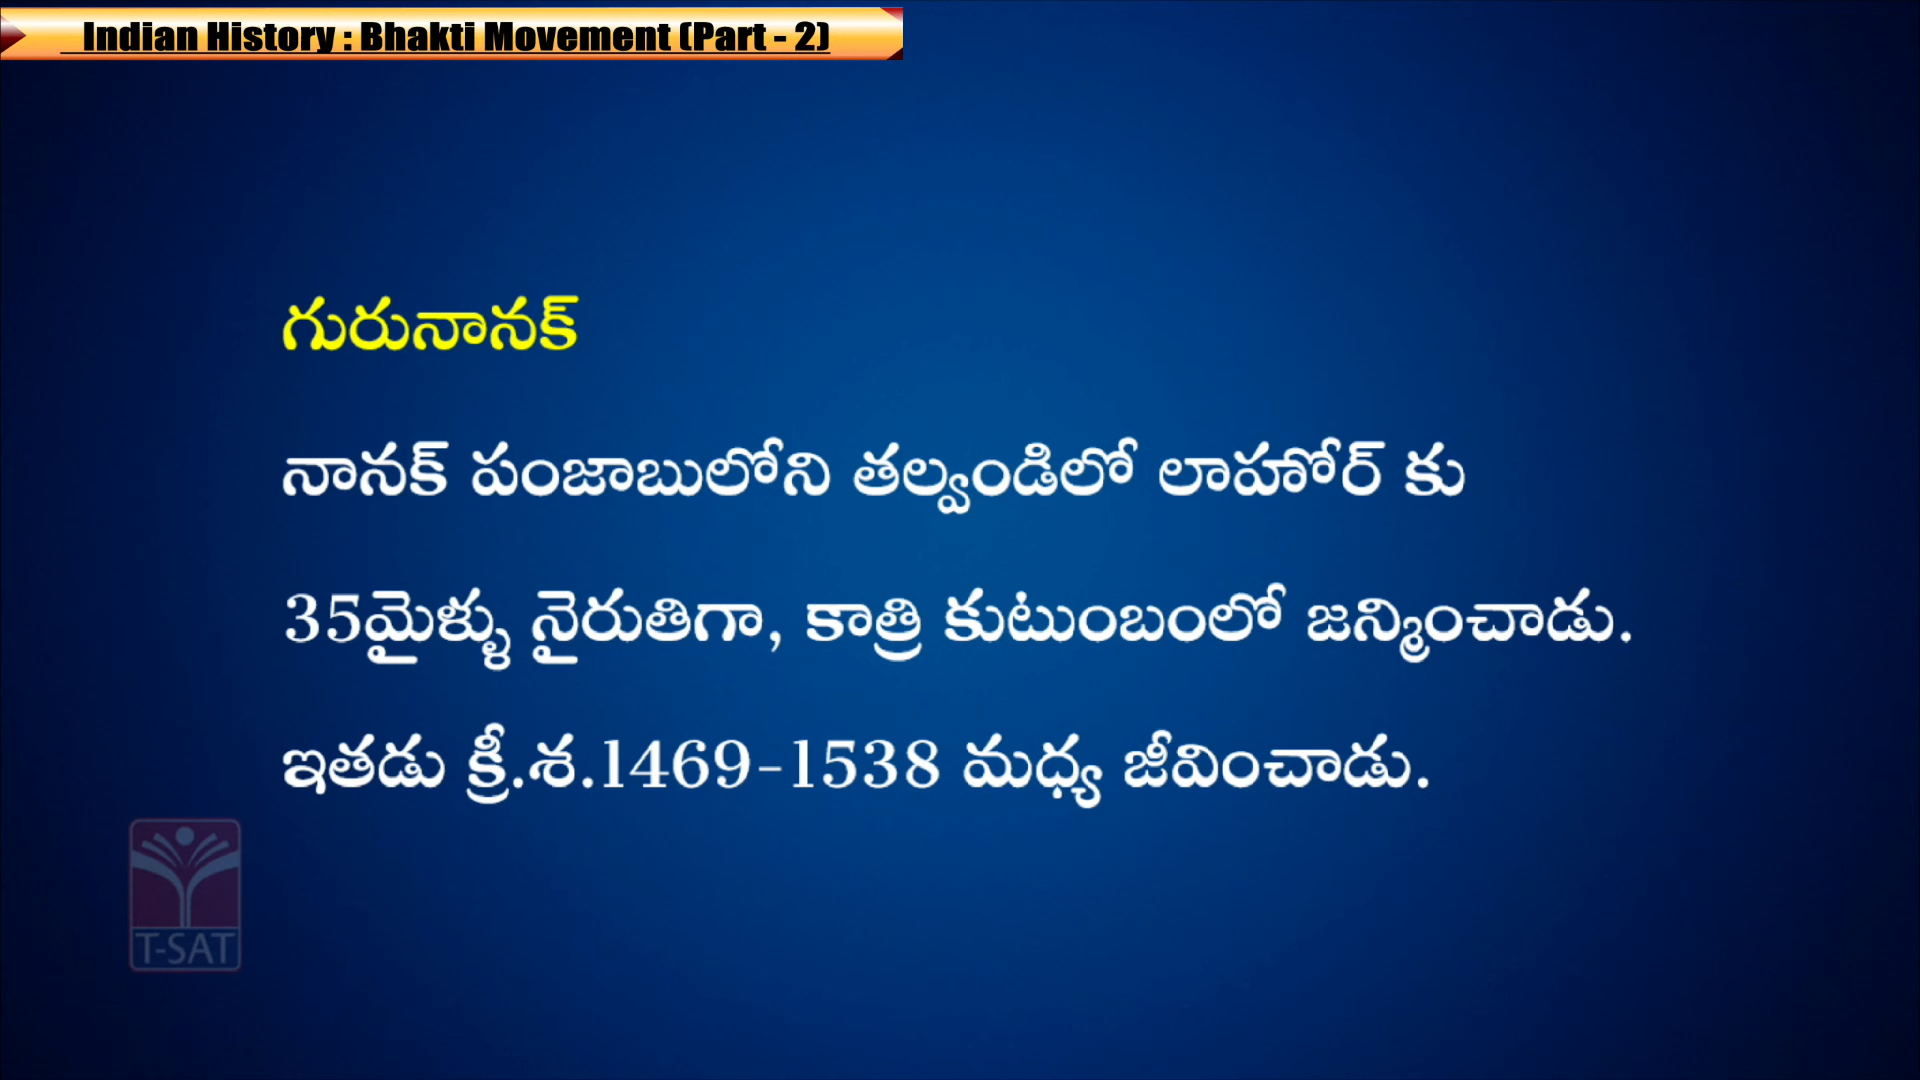 Indian History : Bhakti Movement (Part - 2)
గురునానక్
నానక్ పంజాబులోని తల్వండిలో లాహోర్ కు
35మైళ్ళు నైరుతిగా, కాత్రి కుటుంబంలో జన్మించాడు.
ఇతడు క్రీ.శ.1469-1538 మధ్య జీవించాడు.
T-SAT